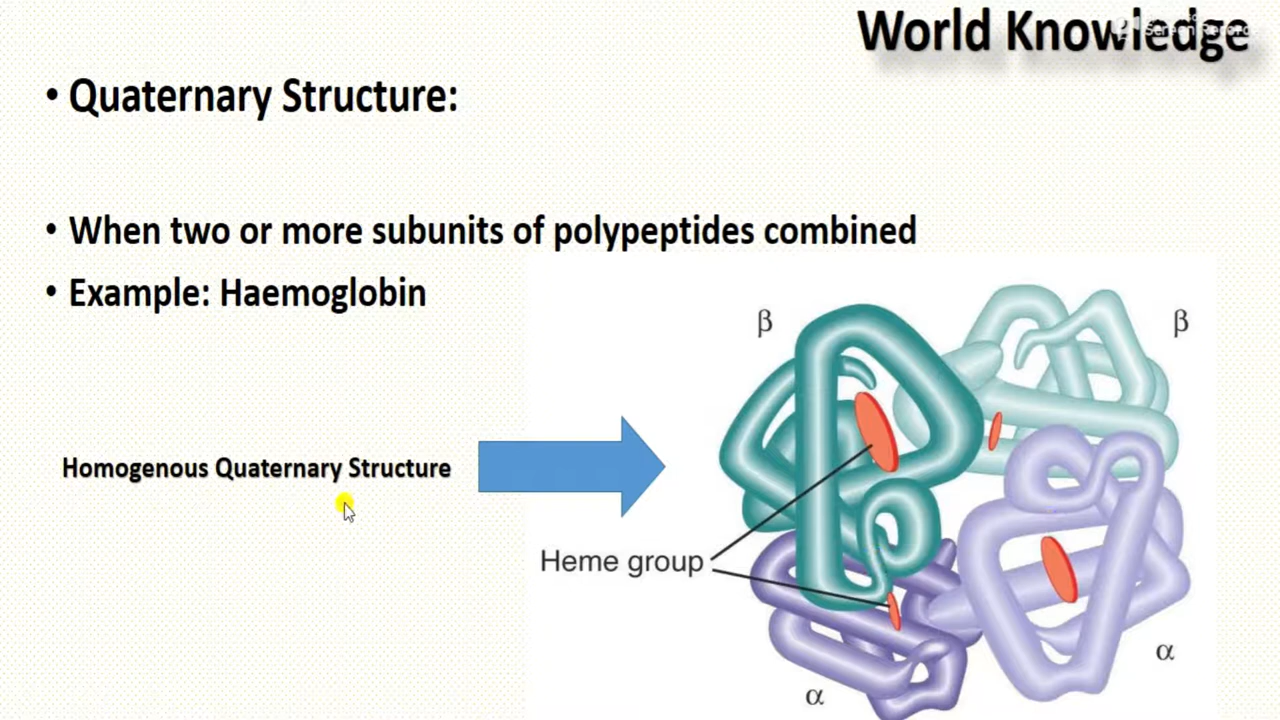 World Knowledge
• Quaternary Structure:
• When two or more subunits of polypeptides combined
• Example: Haemoglobin
β
β
Homogenous Quaternary Structure
Heme group
α
α